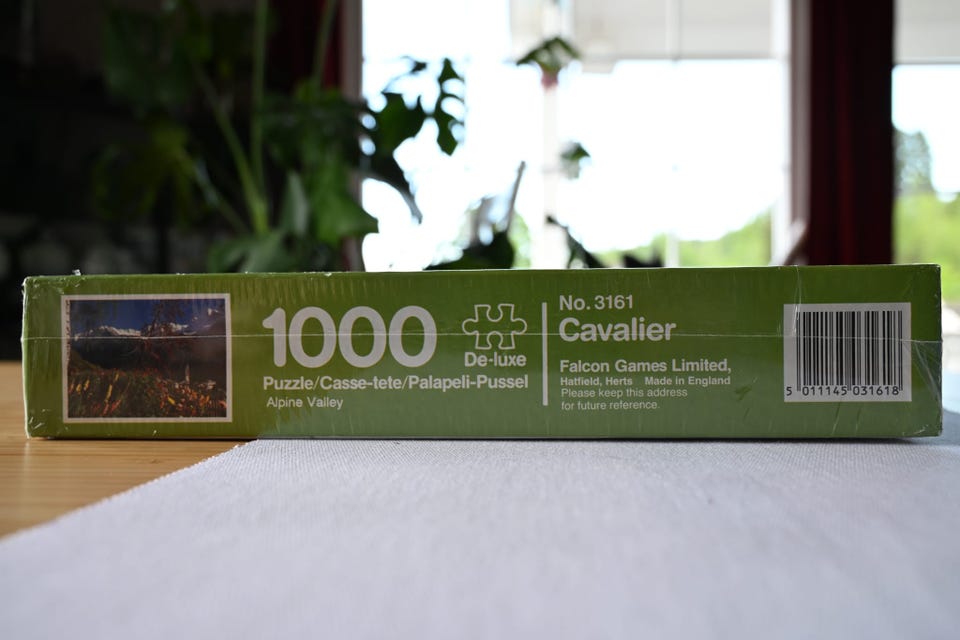 1000
De-luxe
Puzzle/Casse-tete/Palapeli-Pussel
Alpine Valley
No. 3161
Cavalier
Falcon Games Limited,
Hatfield, Herts Made in England
Please keep this address
for future reference.
5 011145 031618